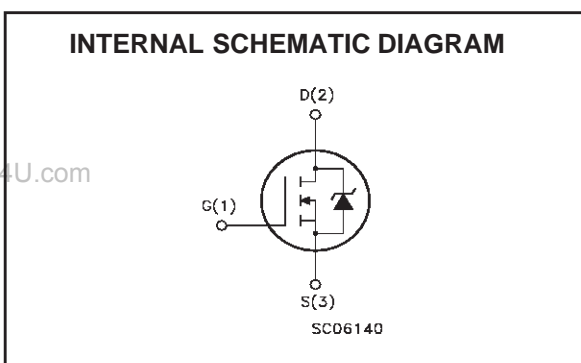 INTERNAL SCHEMATIC DIAGRAM
D(2)
4U.com
G(1)
S(3)
SC06140